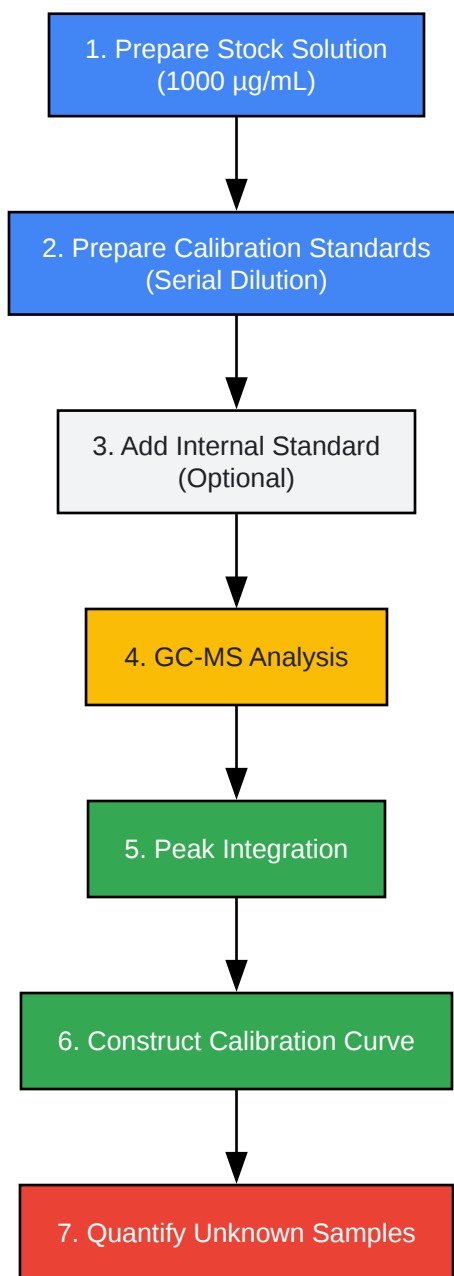 1. Prepare Stock Solution
(1000 µg/mL)
2. Prepare Calibration Standards
(Serial Dilution)
3. Add Internal Standard
(Optional)
4. GC-MS Analysis
5. Peak Integration
6. Construct Calibration Curve
7. Quantify Unknown Samples